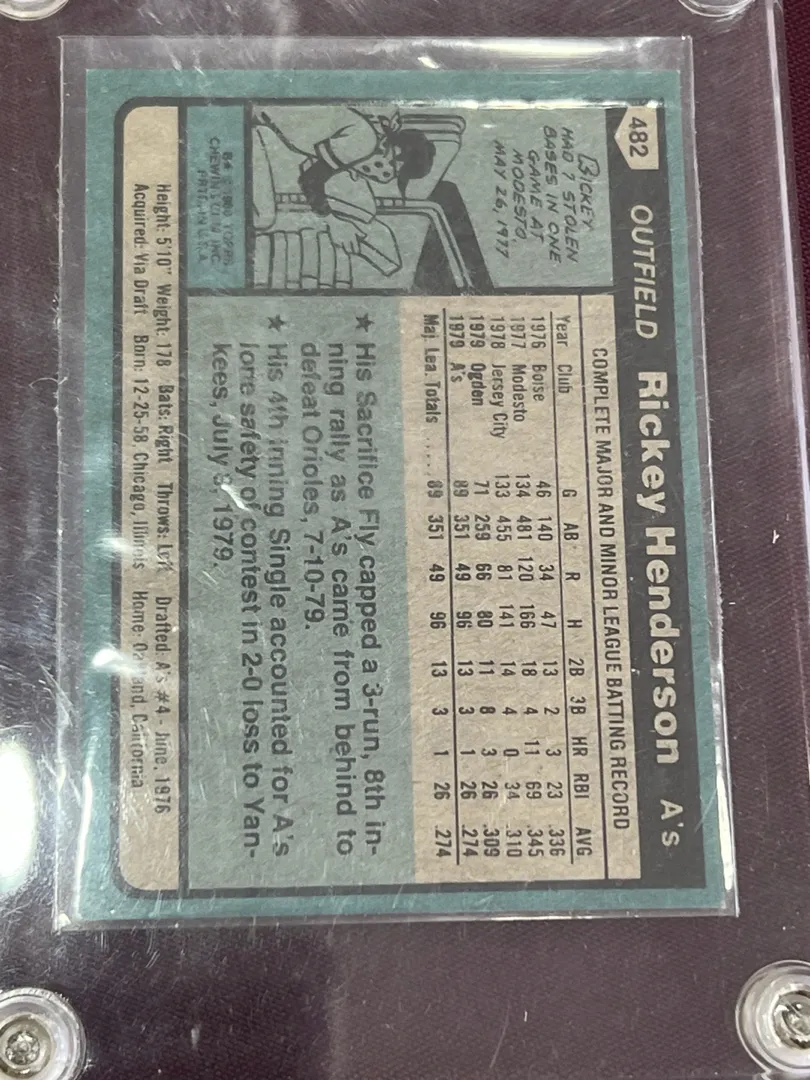 482 OUTFIELD Rickey Henderson A's
RICKEY
HAD 7 STOLEN
BASES IN ONE
GAME AT
MODESTO,
MAY 26, 1977
COMPLETE MAJOR AND MINOR LEAGUE BATTING RECORD
Year Club G AB R H 2B 3B HR RBI AVG
1976 Boise 46 140 34 47 13 2 3 23 .336
1977 Modesto 134 481 120 166 18 4 11 69 .345
1978 Jersey City 133 455 81 141 14 4 0 34 .310
1979 Ogden 71 259 66 80 11 8 3 26 .309
1979 A's 89 351 49 96 13 3 1 26 .274
Maj. Lea. Totals ..... 89 351 49 96 13 3 1 26 .274
★ His Sacrifice Fly capped a 3-run, 8th in-
ning rally as A's came from behind to
defeat Orioles, 7-10-79.
★ His 4th inning Single accounted for A's
lone safety of contest in 2-0 loss to Yan-
kees, July 1979.
TOPPS
CHEWING GUM INC.
PRTD. IN U.S.A.
Height: 5'10" Weight: 178 Bats: Right Throws: Left Drafted: A's #4 - June, 1976
Acquired: Via Draft Born: 12-25-58, Chicago, Illinois Home: Oakland, California